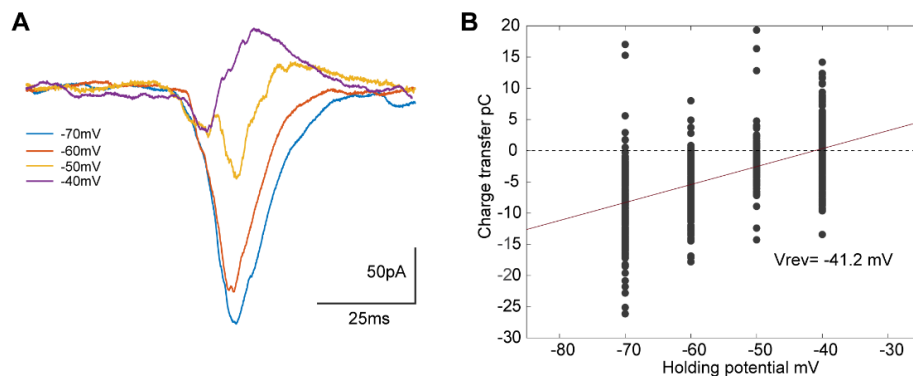 A
-70mV
-60mV
-50mV
-40mV
50pA
25ms
B
Charge transfer pC
20
15
10
5
0
-5
-10
-15
-20
-25
-30
Vrev= -41.2 mV
-80
-70
-60
-50
-40
-30
Holding potential mV